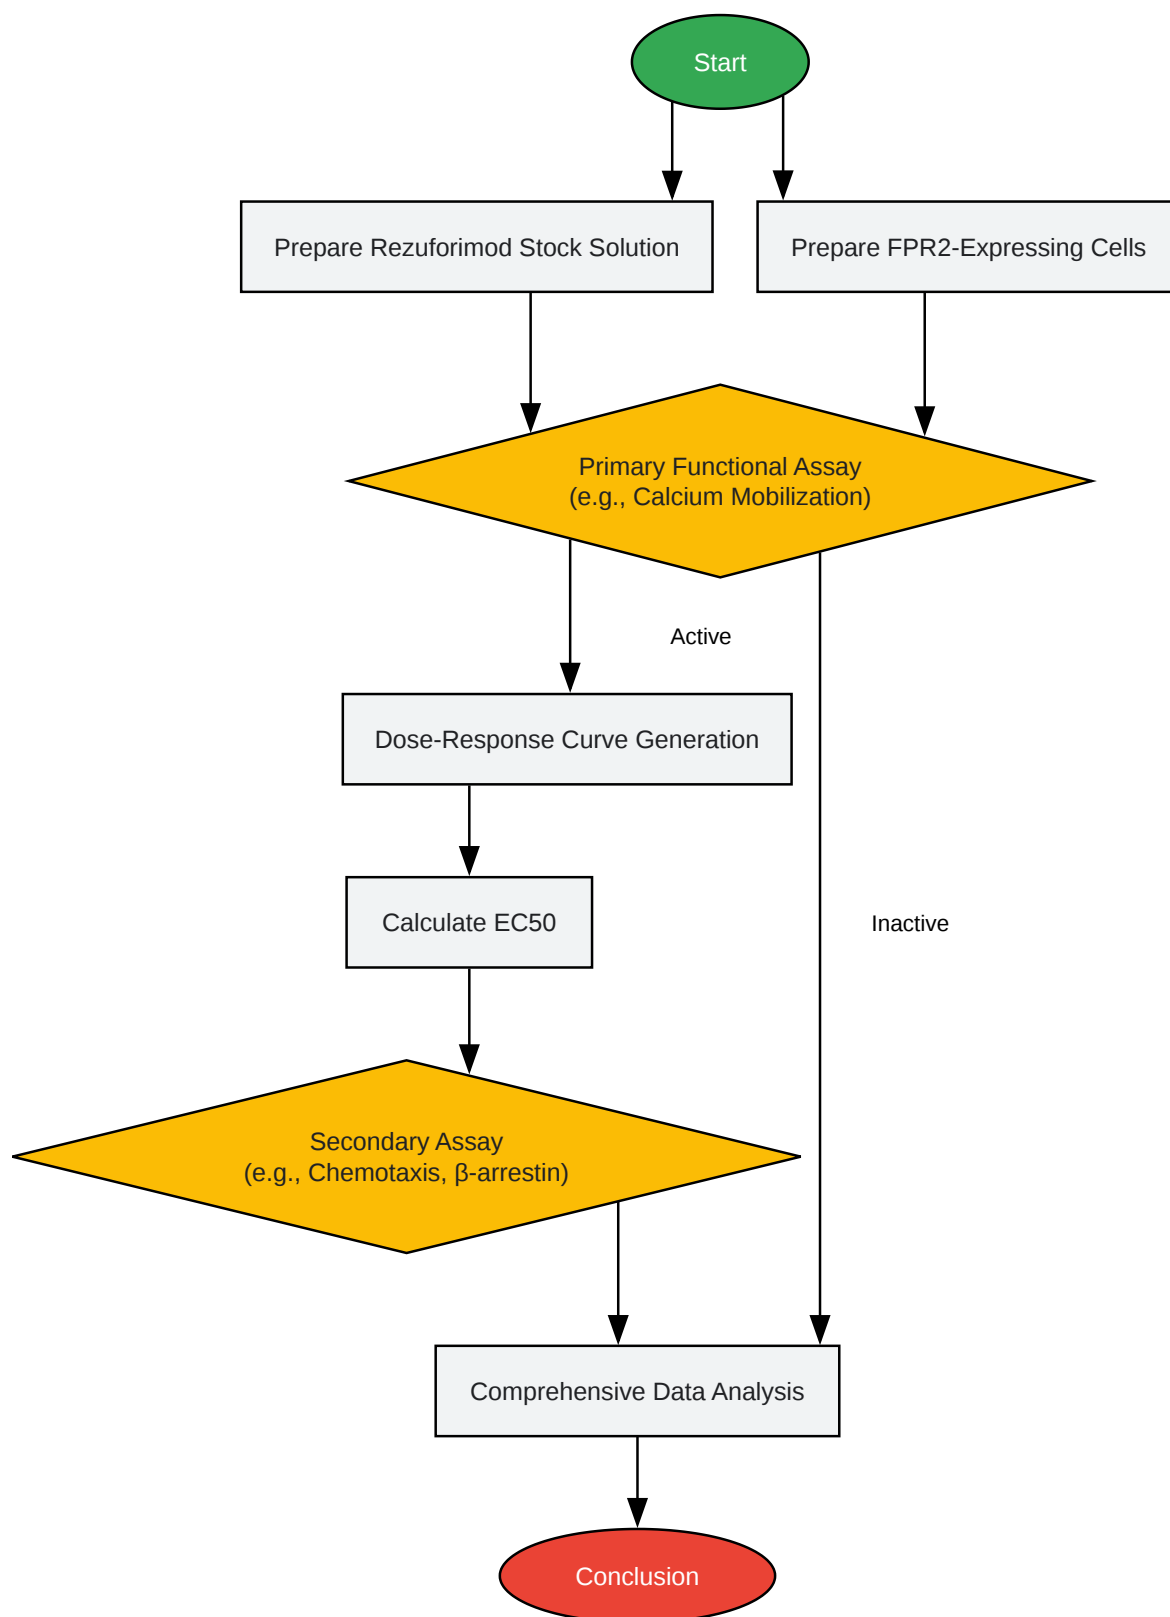 Start
Prepare Rezuforimod Stock Solution
Prepare FPR2-Expressing Cells
Primary Functional Assay
(e.g., Calcium Mobilization)
Active
Dose-Response Curve Generation
Calculate EC50
Inactive
Secondary Assay
(e.g., Chemotaxis, β-arrestin)
Comprehensive Data Analysis
Conclusion